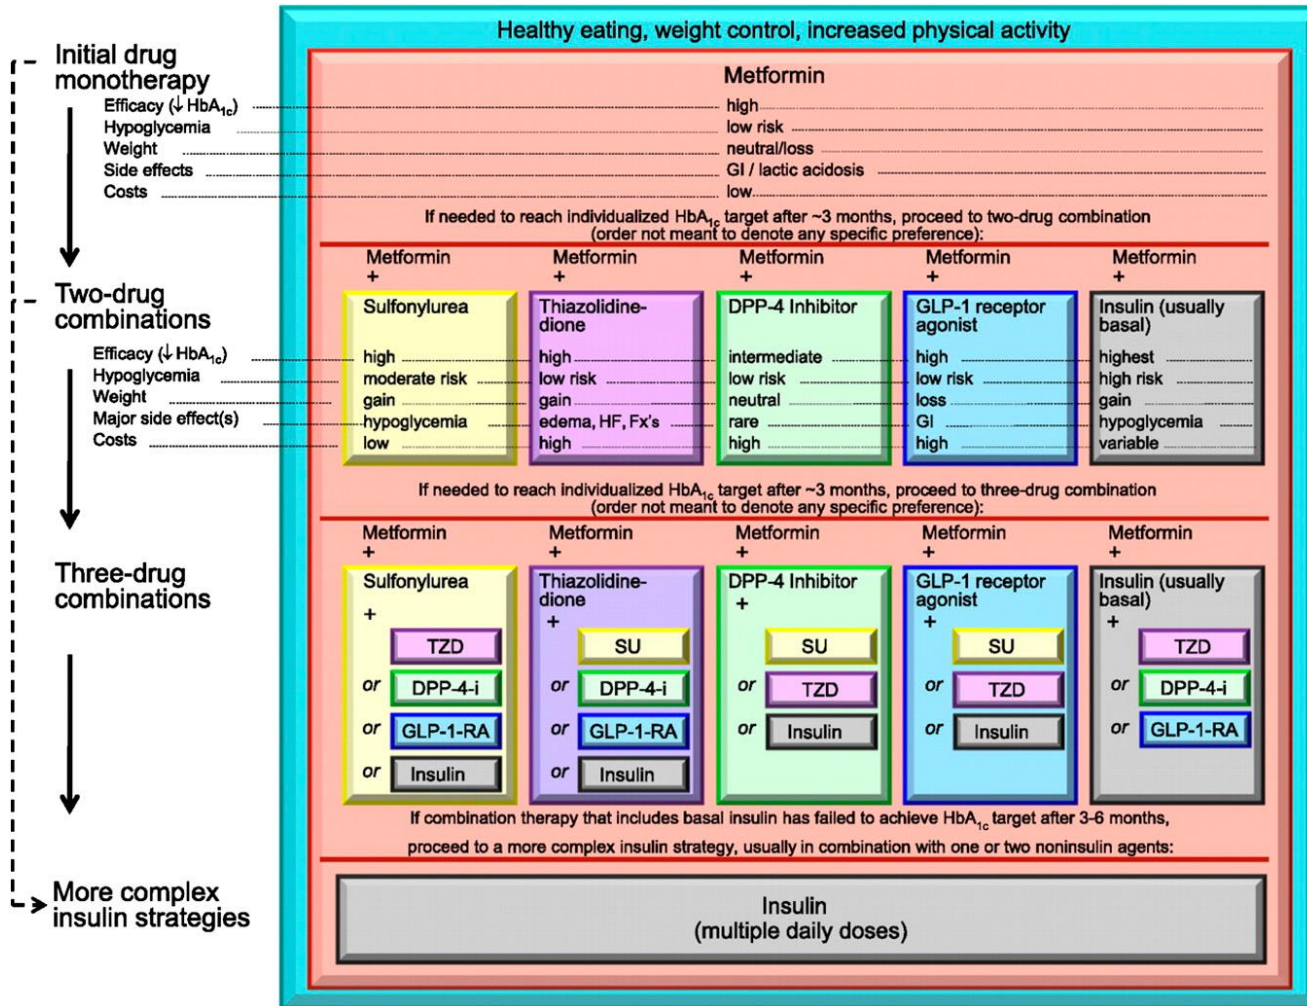 Healthy eating, weight control, increased physical activity
Initial drug
monotherapy
Metformin
Efficacy (↓ HbA1c) high
Hypoglycemia low risk
Weight neutral/loss
Side effects GI / lactic acidosis
Costs low
If needed to reach individualized HbA1c target after ~3 months, proceed to two-drug combination
(order not meant to denote any specific preference):
Metformin Metformin Metformin Metformin Metformin
+ + + + +
Two-drug
combinations
Sulfonylurea Thiazolidine- DPP-4 Inhibitor GLP-1 receptor Insulin (usually
dione agonist basal)
Efficacy (↓ HbA1c) high high intermediate high highest
Hypoglycemia moderate risk low risk low risk low risk high risk
Weight gain gain neutral loss gain
Major side effect(s) hypoglycemia edema, HF, Fx's rare GI hypoglycemia
Costs low high high high variable
If needed to reach individualized HbA1c target after ~3 months, proceed to three-drug combination
(order not meant to denote any specific preference):
Metformin Metformin Metformin Metformin Metformin
+ + + + +
Three-drug
combinations
Sulfonylurea Thiazolidine- DPP-4 Inhibitor GLP-1 receptor Insulin (usually
dione agonist basal)
+ + + + +
TZD SU SU SU TZD
or DPP-4-i or DPP-4-i or TZD or TZD or DPP-4-i
or GLP-1-RA or GLP-1-RA or Insulin or Insulin or GLP-1-RA
or Insulin or Insulin
If combination therapy that includes basal insulin has failed to achieve HbA1c target after 3-6 months,
proceed to a more complex insulin strategy, usually in combination with one or two noninsulin agents:
More complex
insulin strategies
Insulin
(multiple daily doses)